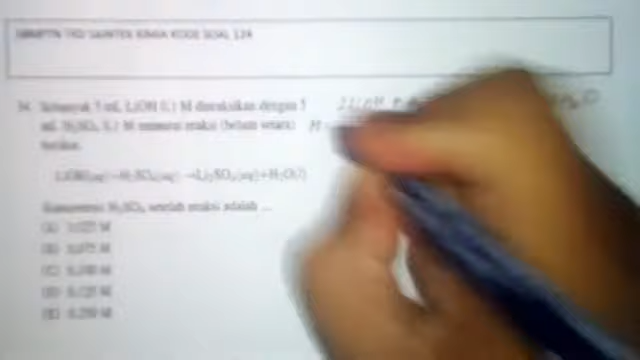 SBMPTN TKD SAINTEK KIMIA KODE SOAL 124
34. Sebanyak 5 mL LiOH 0,1 M direaksikan dengan 5
mL H₂SO₄ 0,1 M menurut reaksi (belum setara)
berikut.
LiOH(aq)+H₂SO₄(aq) →Li₂SO₄(aq)+H₂O(l)
Konsentrasi H₂SO₄ setelah reaksi adalah ...
(A) 0,025 M
(B) 0,075 M
(C) 0,100 M
(D) 0,125 M
(E) 0,250 M
2 LiOH +
M